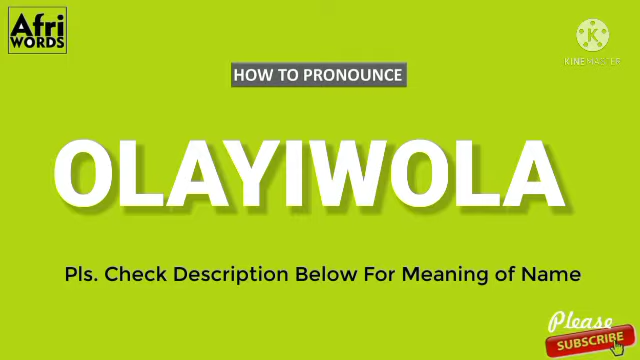 Afri
WORDS
KINEMASTER
HOW TO PRONOUNCE
OLAYIWOLA
Pls. Check Description Below For Meaning of Name
Please
SUBSCRIBE